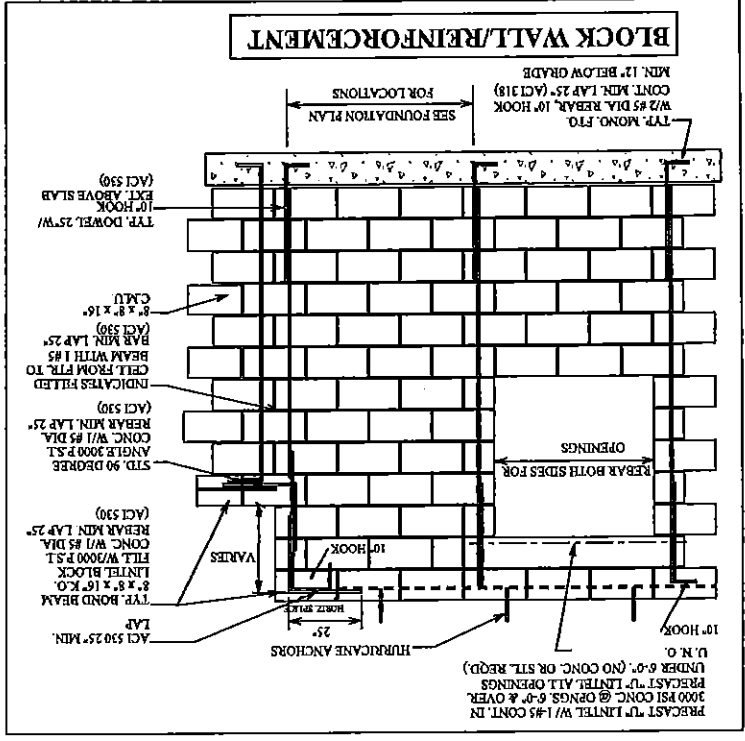 PRECAST "U" LINTEL W/ 1-#5 CONT. IN
3000 PSI CONC. @ OPNGS. 6'-0" & OVER.
PRECAST "U" LINTEL ALL OPENINGS
UNDER 6'-0". (NO CONC. OR STL. REQD.)
U. N. O.
10" HOOK
HURRICANE ANCHORS
25"
HORIZ. SPLICE
10" HOOK
VARIES
REBAR BOTH SIDES FOR
OPENINGS
ACI 530 25" MIN.
LAP
TYP. BOND BEAM
8" x 8" x 16" K.O.
LINTEL BLOCK
FILL W/3000 P.S.I.
CONC. W/1 #5 DIA.
REBAR MIN. LAP 25"
(ACI 530)
STD. 90 DEGREE
ANGLE 3000 P.S.I.
CONC. W/1 #5 DIA.
REBAR MIN. LAP 25"
(ACI 530)
INDICATES FILLED
CELL FROM FTR. TO
BEAM WITH 1 #5
BAR MIN. LAP 25"
(ACI 530)
8" x 8" x 16"
C.M.U.
TYP. DOWEL 25" W/
10" HOOK
EXT. ABOVE SLAB
(ACI 530)
TYP. MONO. FTG.
W/2 #5 DIA. REBAR, 10" HOOK
CONT. MIN. LAP 25" (ACI 318)
MIN. 12" BELOW GRADE
SEE FOUNDATION PLAN
FOR LOCATIONS
BLOCK WALL/REINFORCEMENT